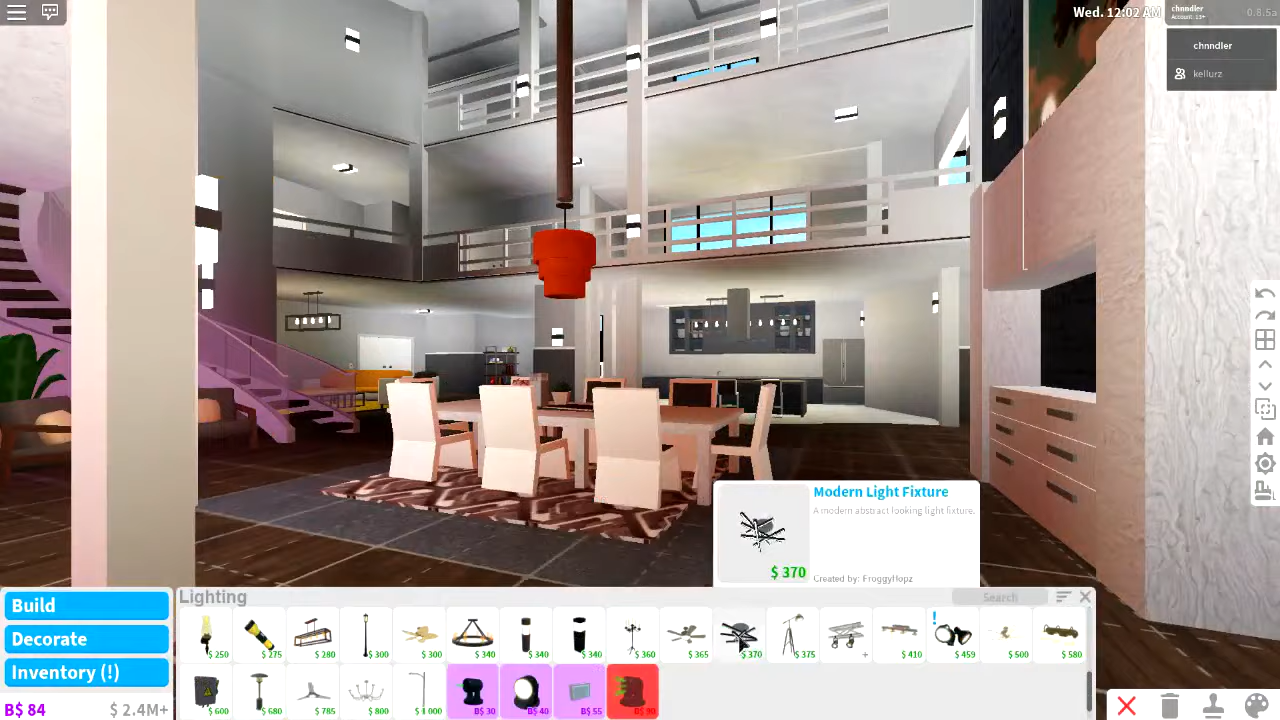 Wed. 12:02 AM
chnndler
Account: 13+
0.8.5a
chnndler
kellurz
Modern Light Fixture
A modern abstract looking light fixture.
$ 370
Created by: FroggyHopz
Build
Decorate
Inventory (!)
B$ 84
$ 2.4M+
Lighting
Search
$ 250
$ 275
$ 280
$ 300
$ 300
$ 340
$ 340
$ 340
$ 360
$ 365
$ 370
$ 375
+
$ 410
!
$ 459
$ 500
$ 580
$ 600
$ 680
$ 785
$ 800
$ 1 000
B$ 30
B$ 40
B$ 55
B$ 90